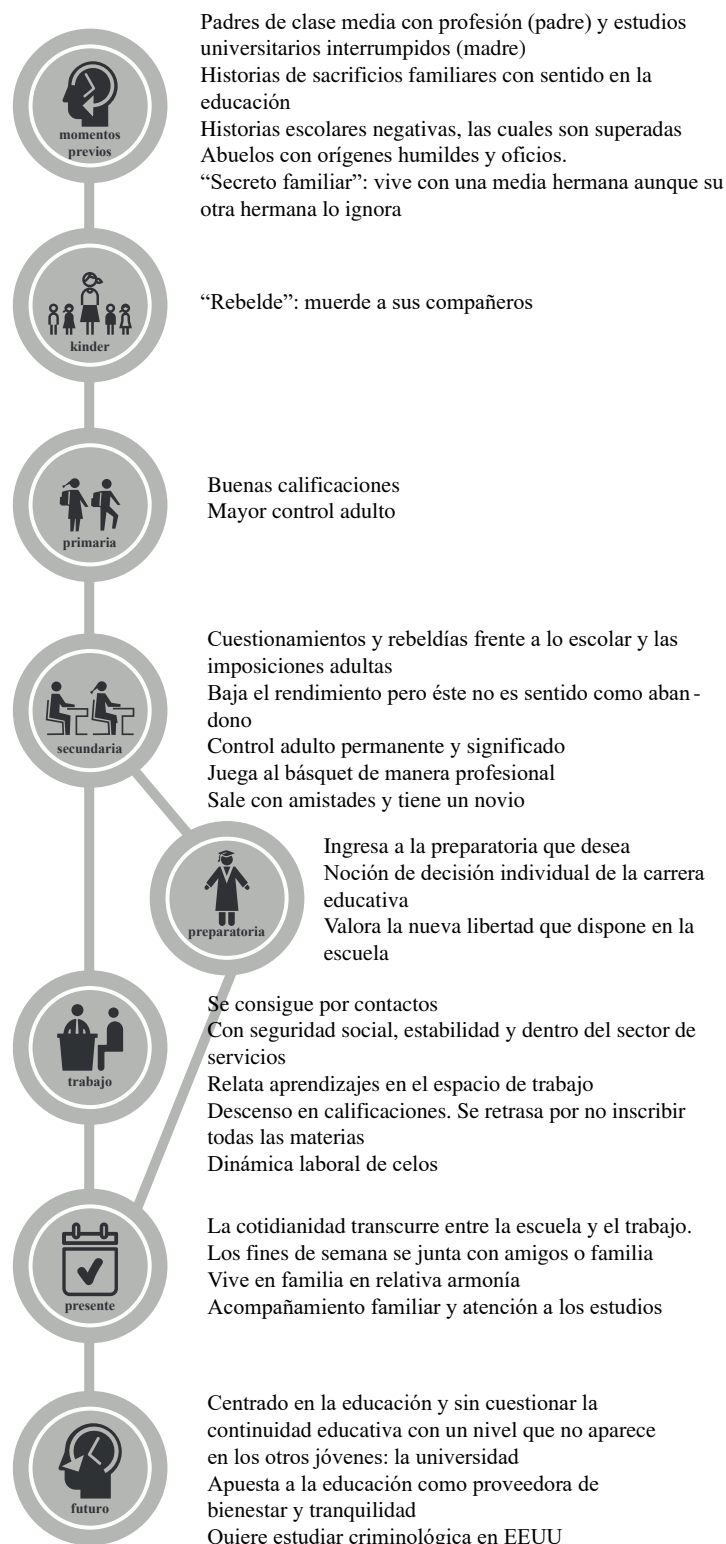 Padres de clase media con profesión (padre) y estudios
universitarios interrumpidos (madre)
Historias de sacrificios familiares con sentido en la
educación
Historias escolares negativas, las cuales son superadas
Abuelos con orígenes humildes y oficios.
“Secreto familiar”: vive con una media hermana aunque su
otra hermana lo ignora
momentos
previos
“Rebelde”: muerde a sus compañeros
kinder
Buenas calificaciones
Mayor control adulto
primaria
Cuestionamientos y rebeldías frente a lo escolar y las
imposiciones adultas
Baja el rendimiento pero éste no es sentido como aban-
dono
Control adulto permanente y significado
Juega al básquet de manera profesional
Sale con amistades y tiene un novio
secundaria
Ingresa a la preparatoria que desea
Noción de decisión individual de la carrera
educativa
Valora la nueva libertad que dispone en la
escuela
preparatoria
Se consigue por contactos
Con seguridad social, estabilidad y dentro del sector de
servicios
Relata aprendizajes en el espacio de trabajo
Descenso en calificaciones. Se retrasa por no inscribir
todas las materias
Dinámica laboral de celos
trabajo
La cotidianidad transcurre entre la escuela y el trabajo.
Los fines de semana se junta con amigos o familia
Vive en familia en relativa armonía
Acompañamiento familiar y atención a los estudios
presente
Centrado en la educación y sin cuestionar la
continuidad educativa con un nivel que no aparece
en los otros jóvenes: la universidad
Apuesta a la educación como proveedora de
bienestar y tranquilidad
Quiere estudiar criminológica en EEUU
futuro